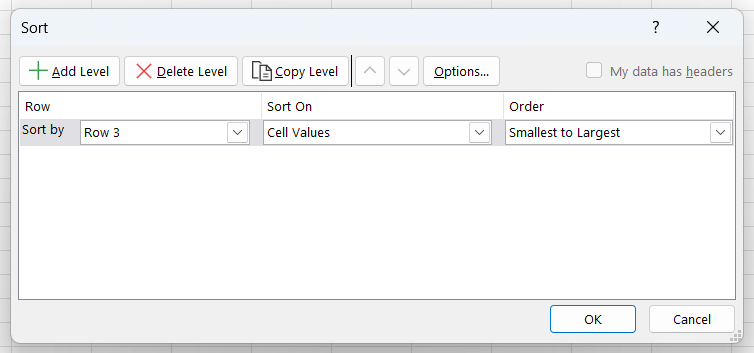 Sort ?
Add Level Delete Level Copy Level Options... My data has headers
Row Sort On Order
Sort by Row 3 Cell Values Smallest to Largest
OK Cancel